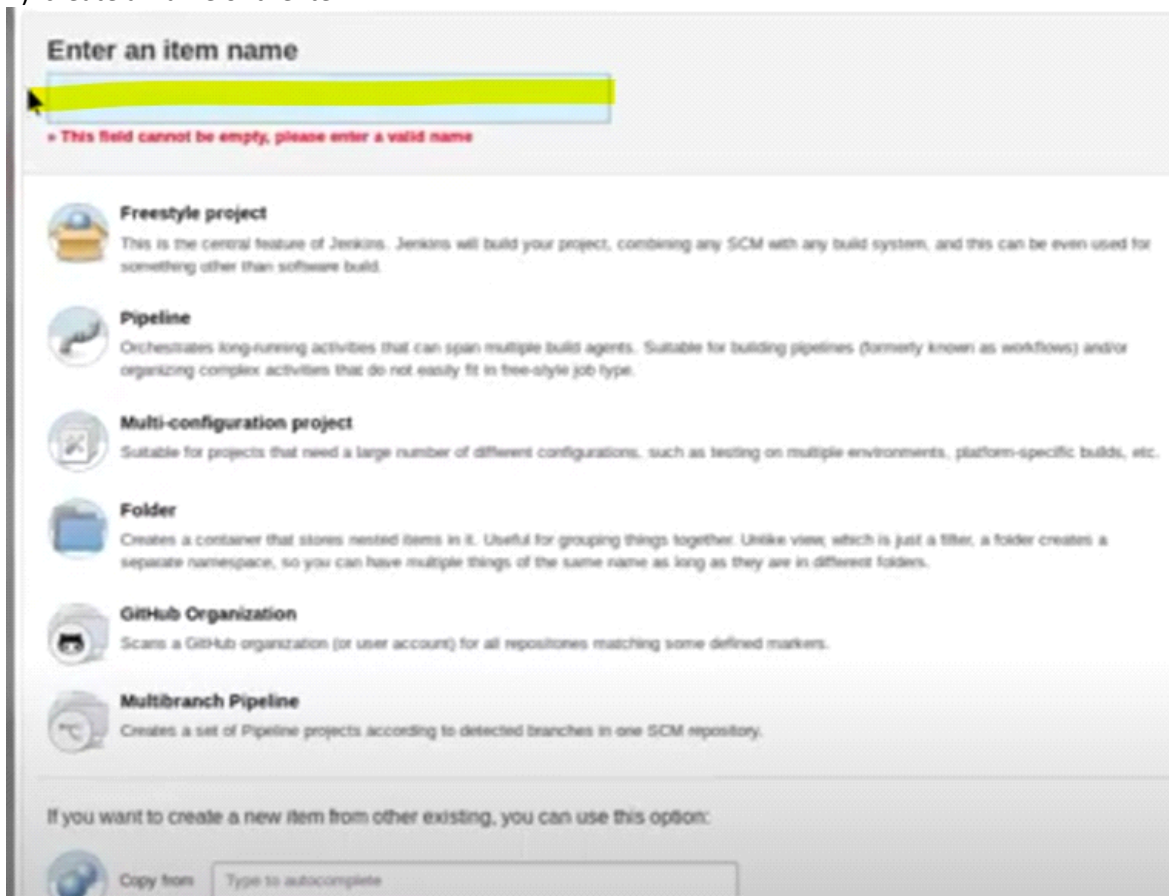 Enter an item name
» This field cannot be empty, please enter a valid name
Freestyle project
This is the central feature of Jenkins. Jenkins will build your project, combining any SCM with any build system, and this can be even used for
something other than software build.
Pipeline
Orchestrates long-running activities that can span multiple build agents. Suitable for building pipelines (formerly known as workflows) and/or
organizing complex activities that do not easily fit in free-style job type.
Multi-configuration project
Suitable for projects that need a large number of different configurations, such as testing on multiple environments, platform-specific builds, etc.
Folder
Creates a container that stores nested items in it. Useful for grouping things together. Unlike view, which is just a filter, a folder creates a
separate namespace, so you can have multiple things of the same name as long as they are in different folders.
GitHub Organization
Scans a GitHub organization (or user account) for all repositories matching some defined markers.
Multibranch Pipeline
Creates a set of Pipeline projects according to detected branches in one SCM repository.
If you want to create a new item from other existing, you can use this option:
Copy from Type to autocomplete